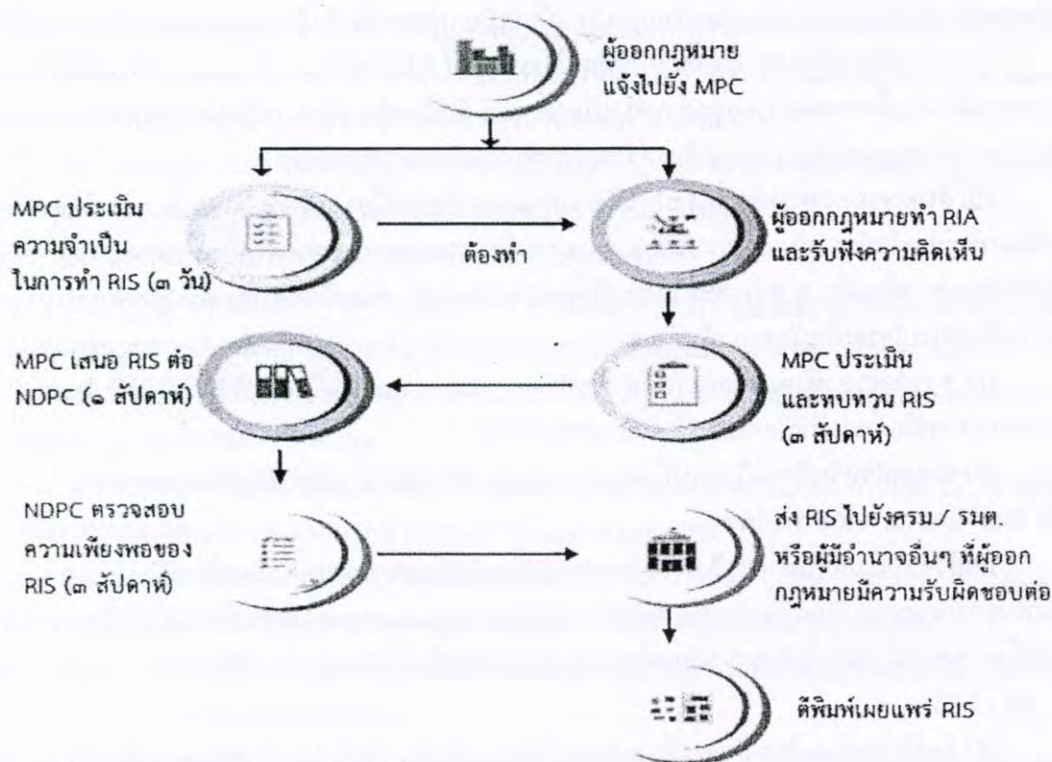 ผู้ออกกฎหมาย
แจ้งไปยัง MPC
MPC ประเมิน
ความจำเป็น
ในการทำ RIS (๓ วัน)
ต้องทำ
ผู้ออกกฎหมายทำ RIA
และรับฟังความคิดเห็น
MPC เสนอ RIS ต่อ
NDPC (๑ สัปดาห์)
MPC ประเมิน
และทบทวน RIS
(๓ สัปดาห์)
NDPC ตรวจสอบ
ความเพียงพอของ
RIS (๓ สัปดาห์)
ส่ง RIS ไปยังครม / รมต.
หรือผู้มีอำนาจอื่นๆ ที่ผู้ออก
กฎหมายมีความรับผิดชอบต่อ
ตีพิมพ์เผยแพร่ RIS